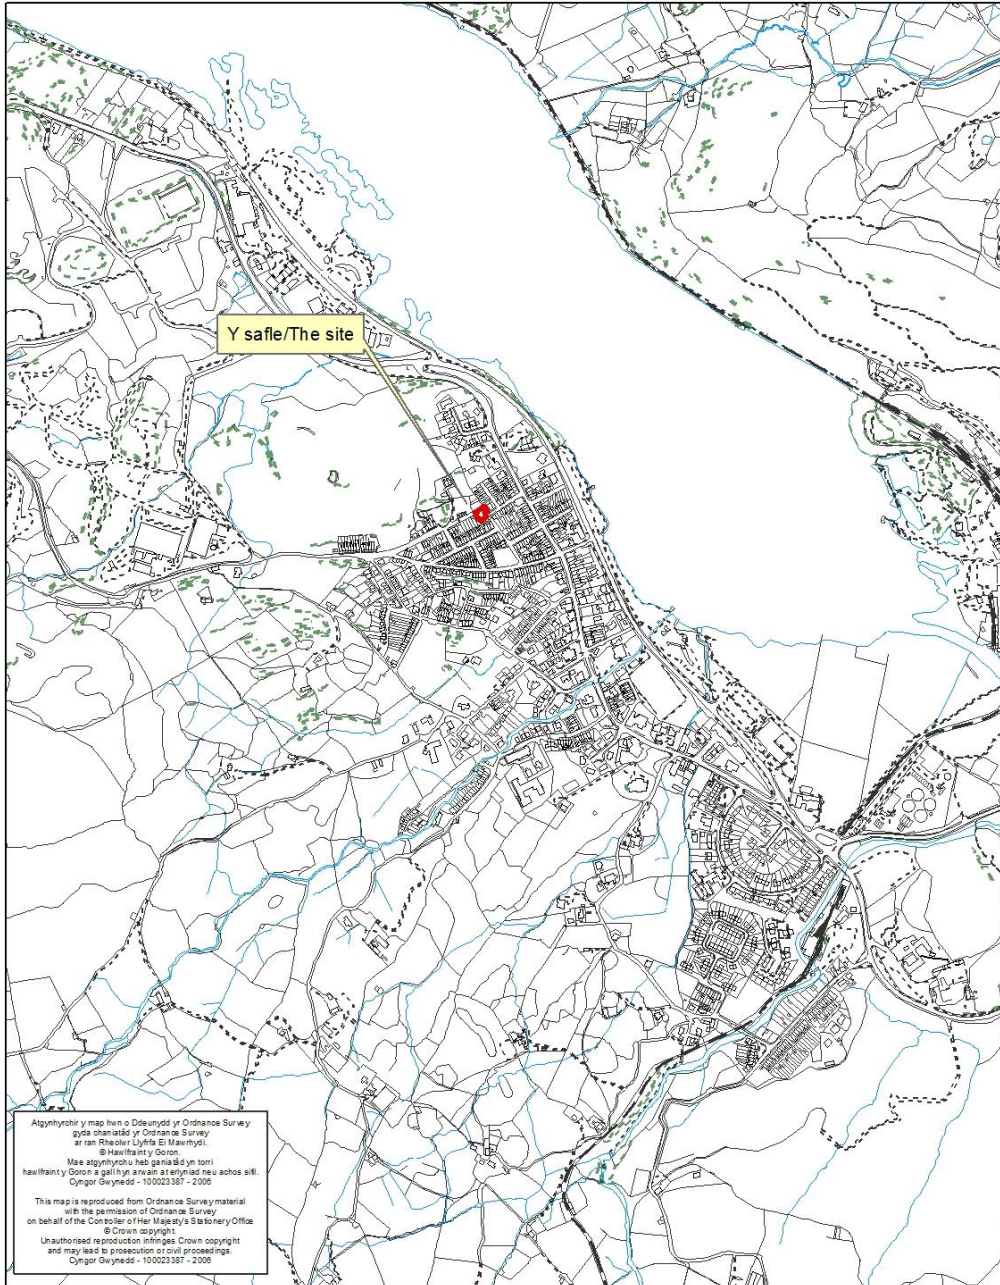 Y safle/The site
Atgynhyrchir y map hwn o Ddeunydd yr Ordnance Survey
gyda chaniatâd yr Ordnance Survey
ar ran Rheolwr Llyfrfa Ei Mawrhydi.
© Hawlfraint y Goron.
Mae atgynhyrchu heb ganiatâd yn torri
hawlfraint y Goron a gall hyn arwain at erlyniad neu achos sifil.
Cyngor Gwynedd - 100023387 - 2006
This map is reproduced from Ordnance Survey material
with the permission of Ordnance Survey
on behalf of the Controller of Her Majesty's Stationery Office
© Crown copyright.
Unauthorised reproduction infringes Crown copyright
and may lead to prosecution or civil proceedings.
Cyngor Gwynedd - 100023387 - 2006